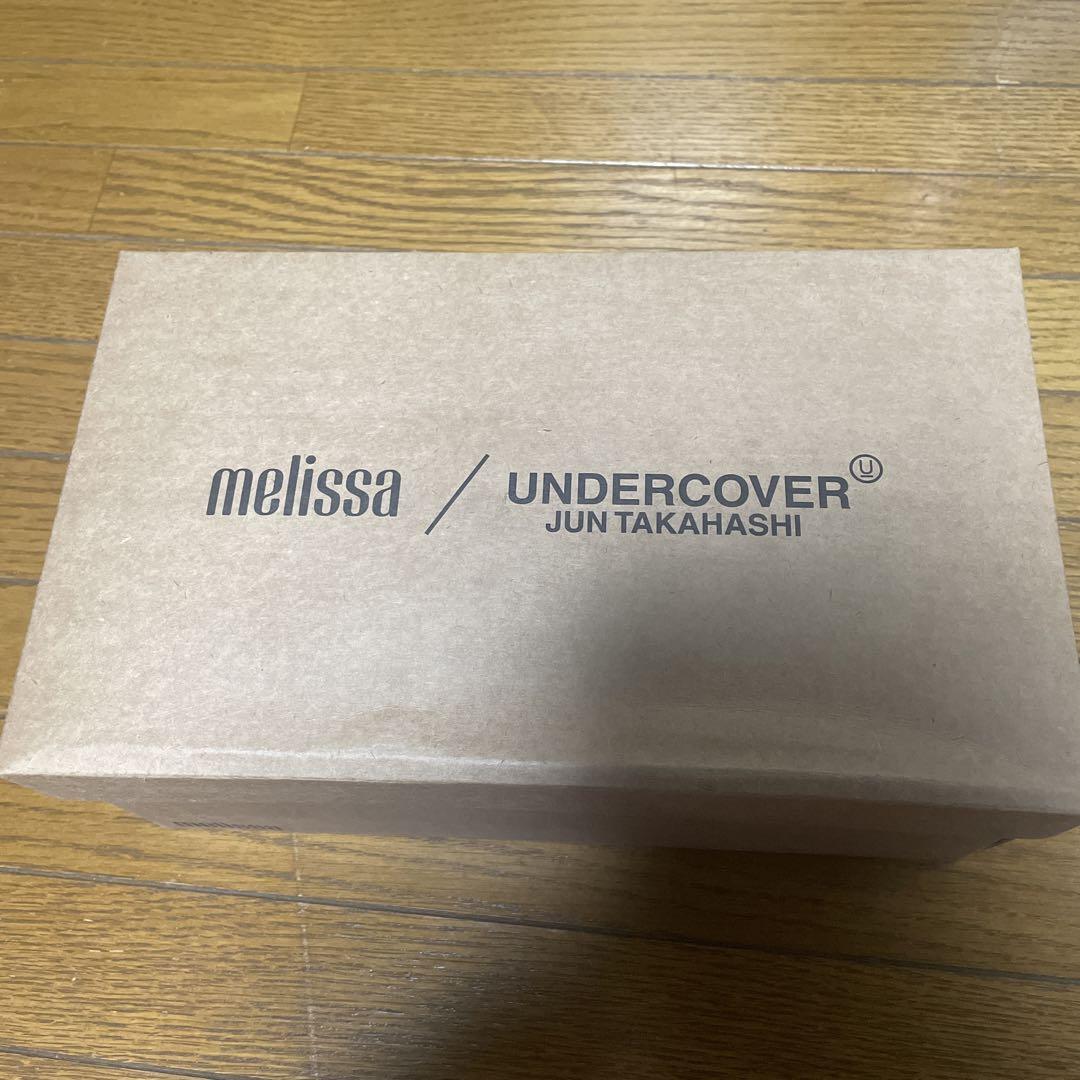 melissa / UNDERCOVER Ⓤ
JUN TAKAHASHI